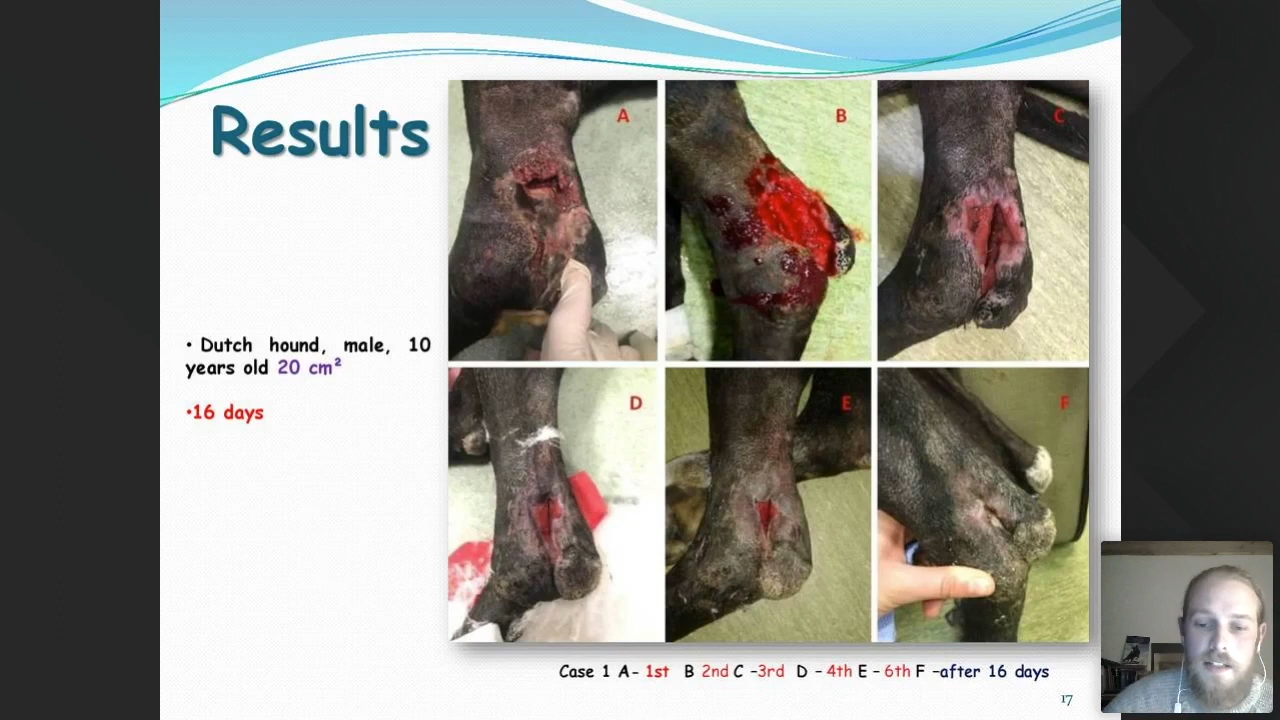 Results
A
B
C
• Dutch hound, male, 10
years old 20 cm²
•16 days
D
E
F
Case 1 A- 1st B 2nd C -3rd D - 4th E - 6th F -after 16 days
17